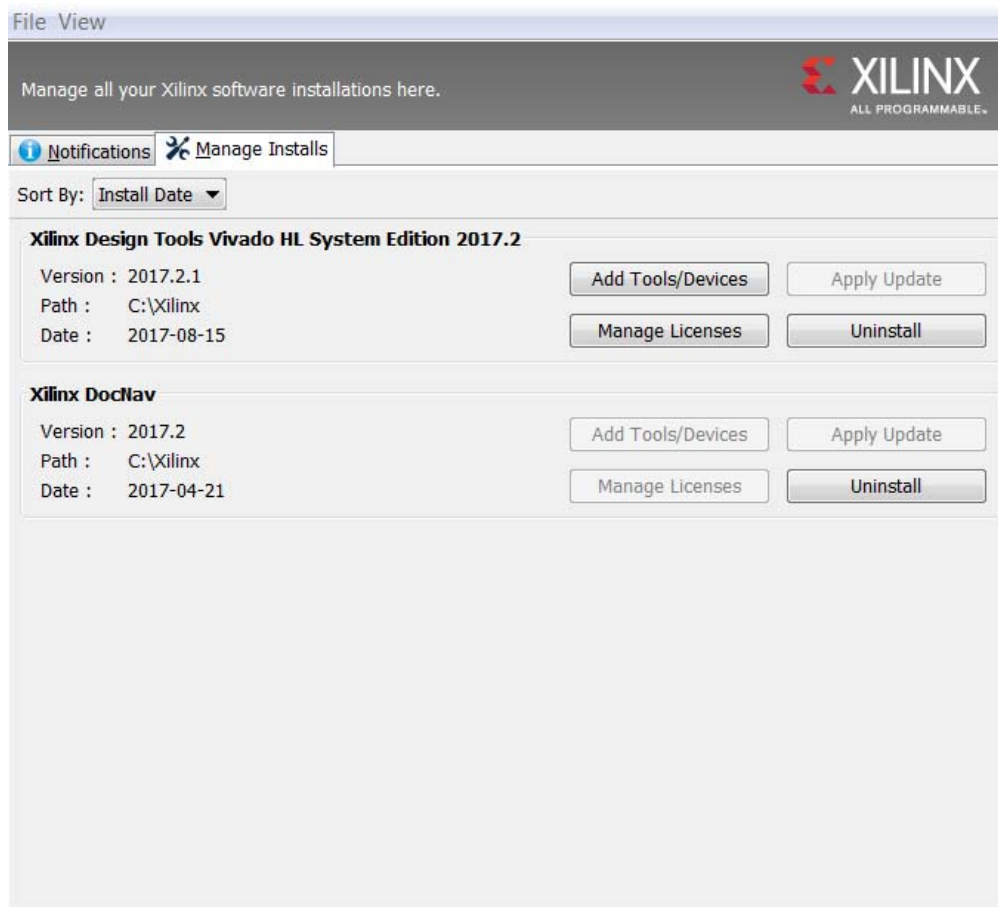 File View
Manage all your Xilinx software installations here.
XILINX
ALL PROGRAMMABLE.
Notifications Manage Installs
Sort By: Install Date
Xilinx Design Tools Vivado HL System Edition 2017.2
Version : 2017.2.1
Add Tools/Devices Apply Update
Path : C:\Xilinx
Date : 2017-08-15
Manage Licenses Uninstall
Xilinx DocNav
Version : 2017.2
Add Tools/Devices Apply Update
Path : C:\Xilinx
Date : 2017-04-21
Manage Licenses Uninstall